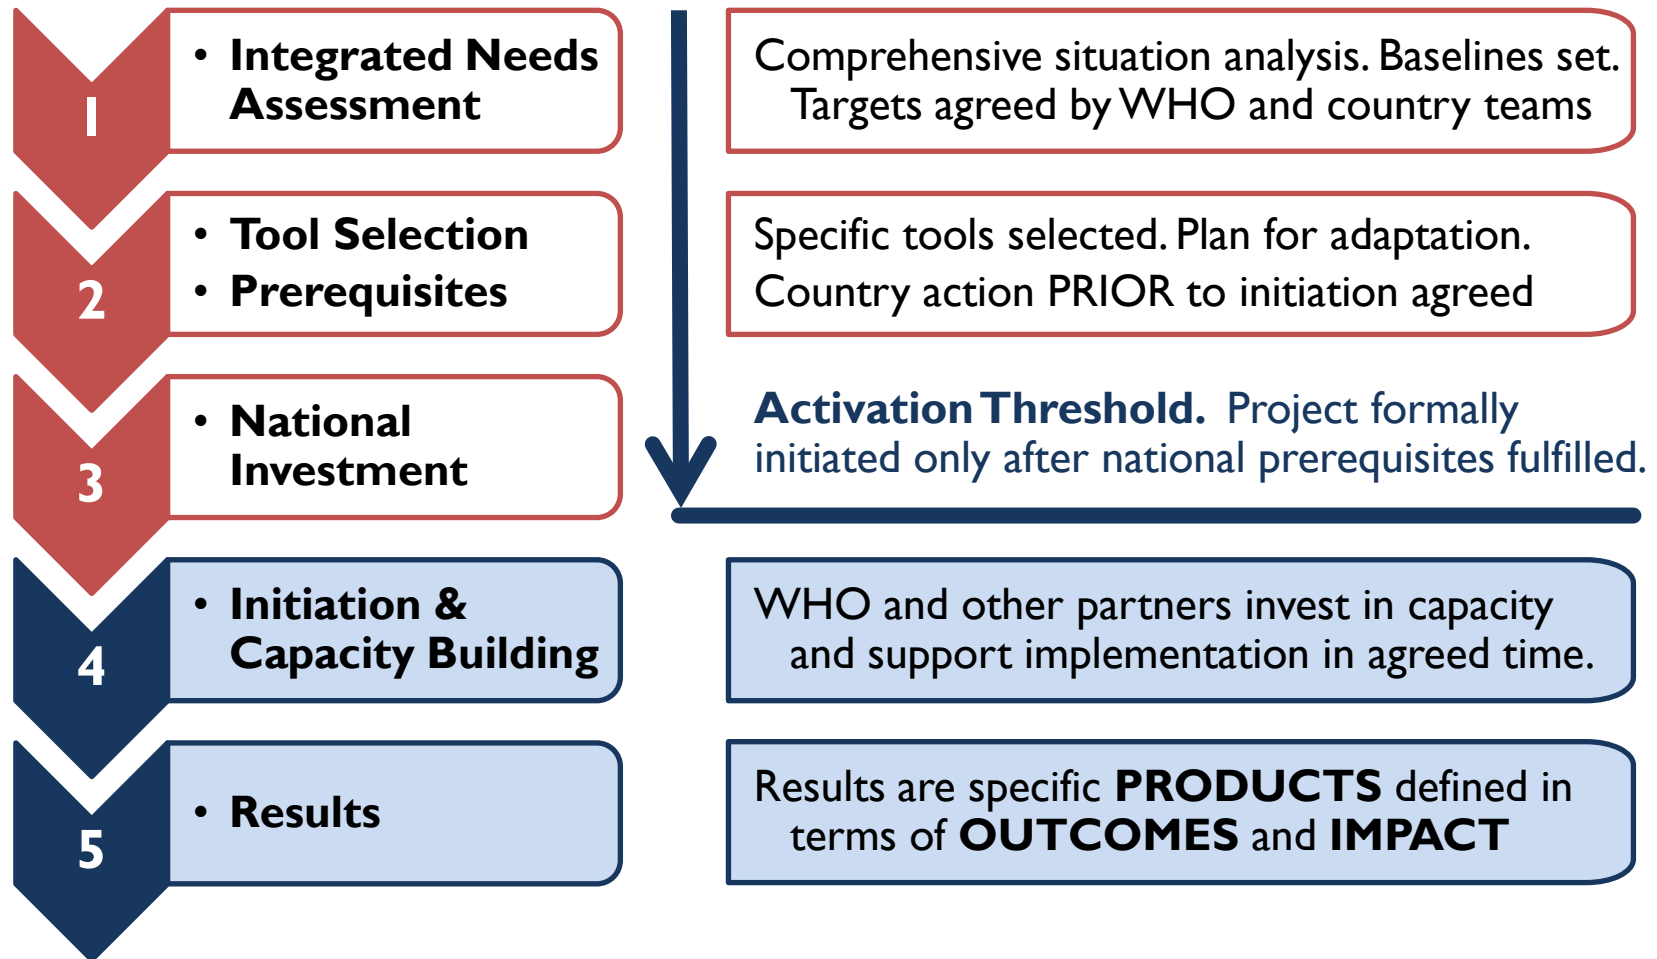 1
• Integrated Needs
Assessment
Comprehensive situation analysis. Baselines set.
Targets agreed by WHO and country teams
2
• Tool Selection
• Prerequisites
Specific tools selected. Plan for adaptation.
Country action PRIOR to initiation agreed
3
• National
Investment
Activation Threshold. Project formally
initiated only after national prerequisites fulfilled.
4
• Initiation &
Capacity Building
WHO and other partners invest in capacity
and support implementation in agreed time.
5
• Results
Results are specific PRODUCTS defined in
terms of OUTCOMES and IMPACT